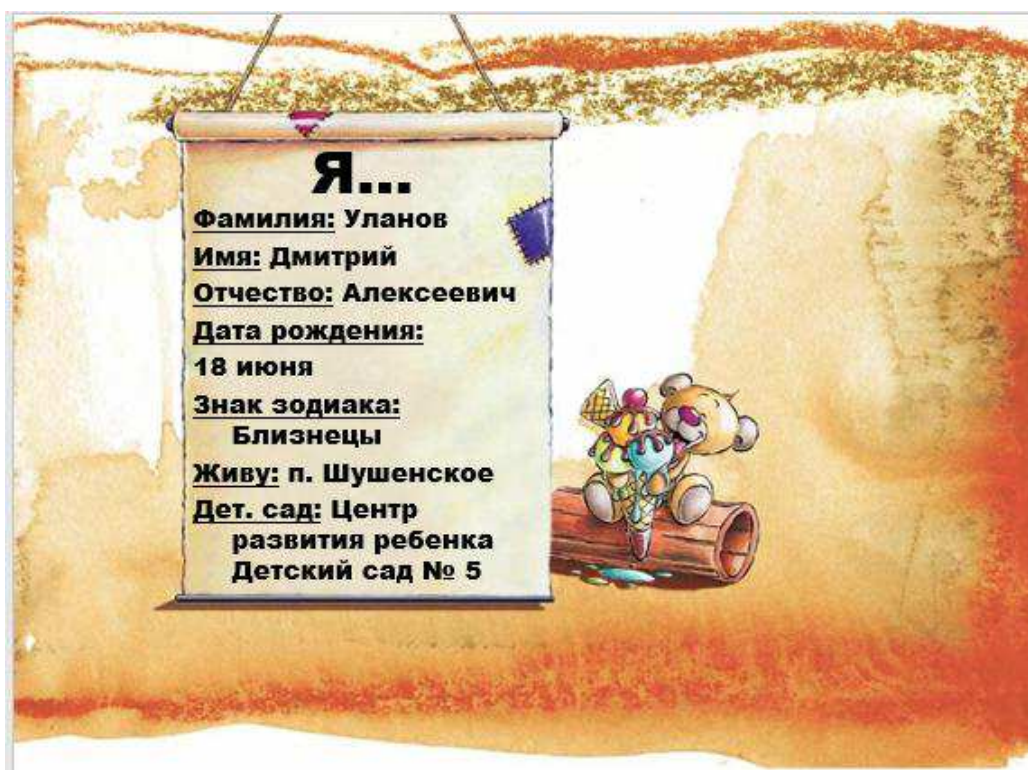 Я...
Фамилия: Уланов
Имя: Дмитрий
Отчество: Алексеевич
Дата рождения:
18 июня
Знак зодиака:
Близнецы
Живу: п. Шушенское
Дет. сад: Центр
развития ребенка
Детский сад № 5